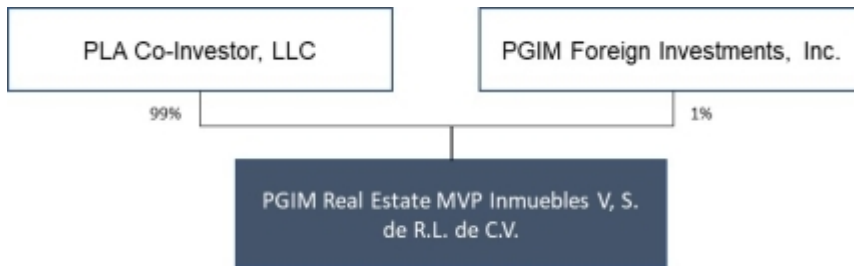 PLA Co-Investor, LLC
PGIM Foreign Investments, Inc.
99%
1%
PGIM Real Estate MVP Inmuebles V, S.
de R.L. de C.V.